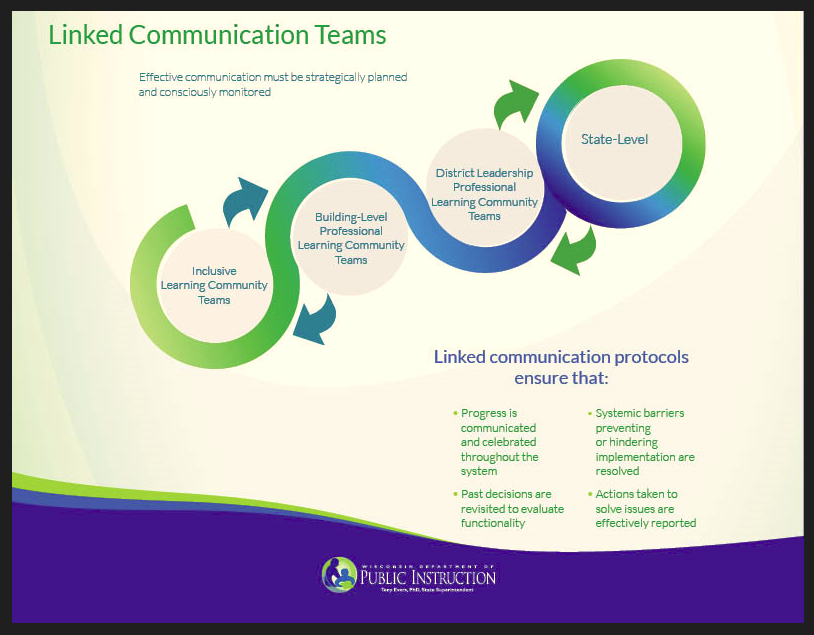 Linked Communication Teams
Effective communication must be strategically planned
and consciously monitored
Inclusive
Learning Community
Teams
Building-Level
Professional
Learning Community
Teams
District Leadership
Professional
Learning Community
Teams
State-Level
Linked communication protocols
ensure that:
• Progress is
communicated
and celebrated
throughout the
system
• Past decisions are
revisited to evaluate
functionality
• Systemic barriers
preventing
or hindering
implementation are
resolved
• Actions taken to
solve issues are
effectively reported
WISCONSIN DEPARTMENT OF
PUBLIC INSTRUCTION
Tony Evers, PhD, State Superintendent